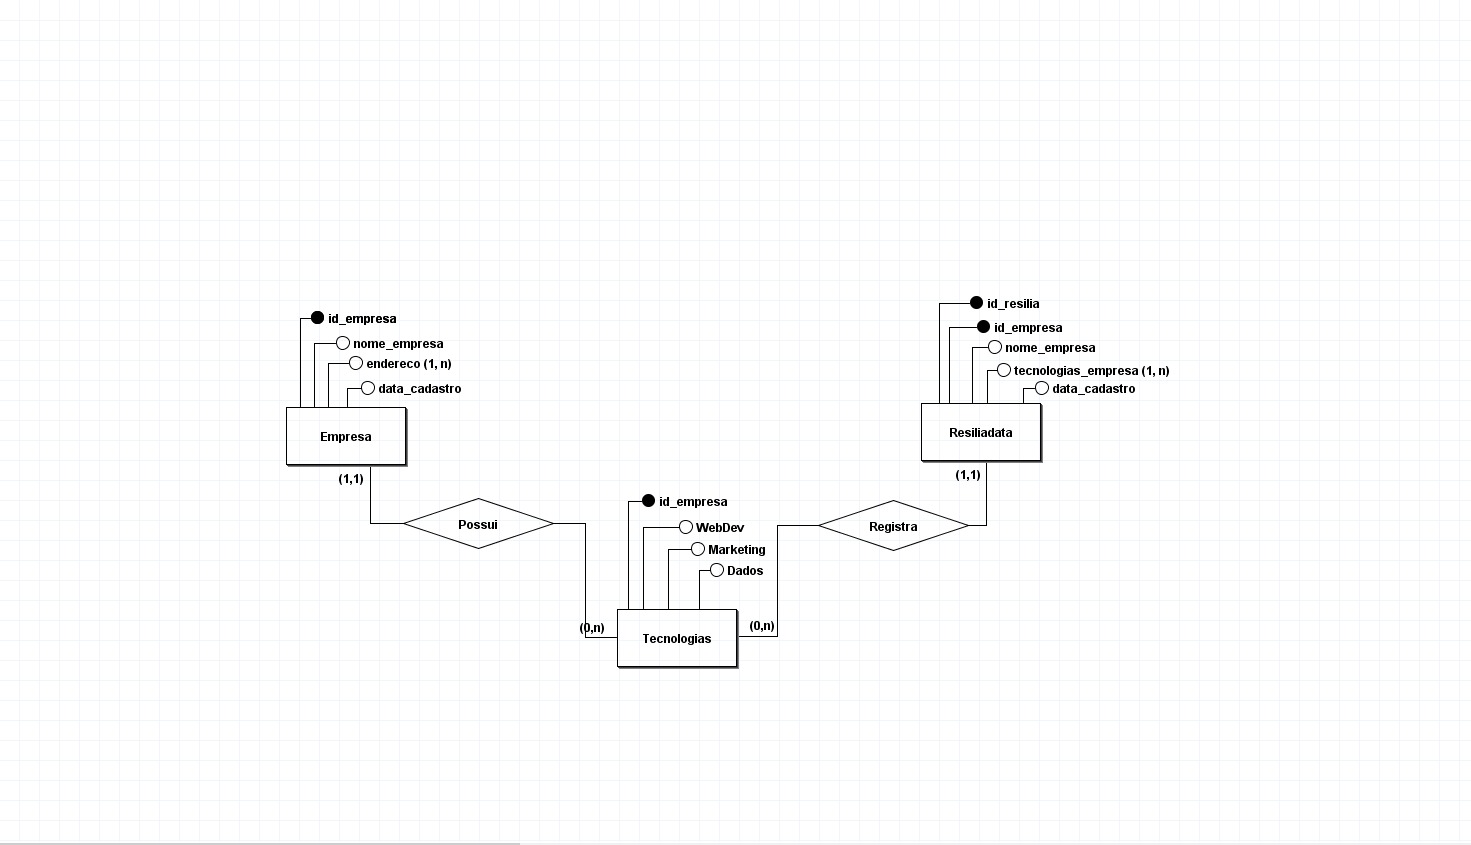 id_empresa
nome_empresa
endereco (1, n)
data_cadastro
Empresa
(1,1)
Possui
(0,n)
id_empresa
WebDev
Marketing
Dados
Tecnologias
(0,n)
id_resilia
id_empresa
nome_empresa
tecnologias_empresa (1, n)
data_cadastro
Resiliadata
(1,1)
Registra